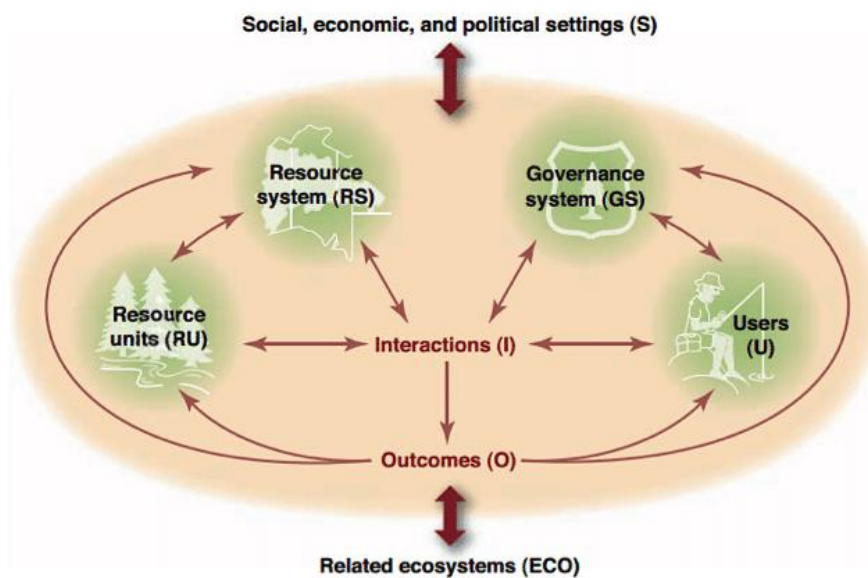 Social, economic, and political settings (S)
Resource
system (RS)
Governance
system (GS)
Resource
units (RU)
Interactions (I)
Users
(U)
Outcomes (O)
Related ecosystems (ECO)